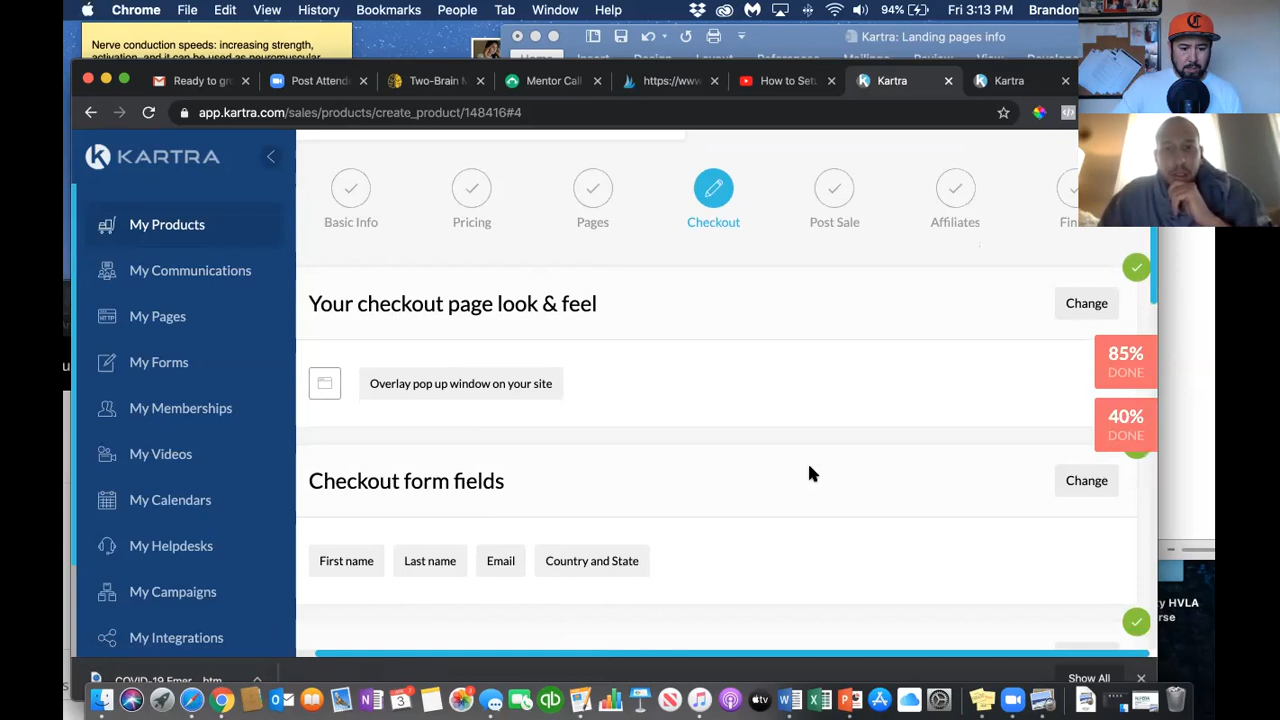 Chrome File Edit View History Bookmarks People Tab Window Help 94% Fri 3:13 PM Brandon
Nerve conduction speeds: increasing strength,
Kartra: Landing pages info
Ready to gr
Post Attend
Two-Brain M
Mentor Call
https://www
How to Setu
Kartra
Kartra
app.kartra.com/sales/products/create_product/148416#4
KARTRA
My Products
My Communications
My Pages
My Forms
My Memberships
My Videos
My Calendars
My Helpdesks
My Campaigns
My Integrations
Basic Info
Pricing
Pages
Checkout
Post Sale
Affiliates
Fin
Your checkout page look & feel
Change
Overlay pop up window on your site
85%
DONE
40%
DONE
Checkout form fields
Change
First name Last name Email Country and State
HVLA
Show All